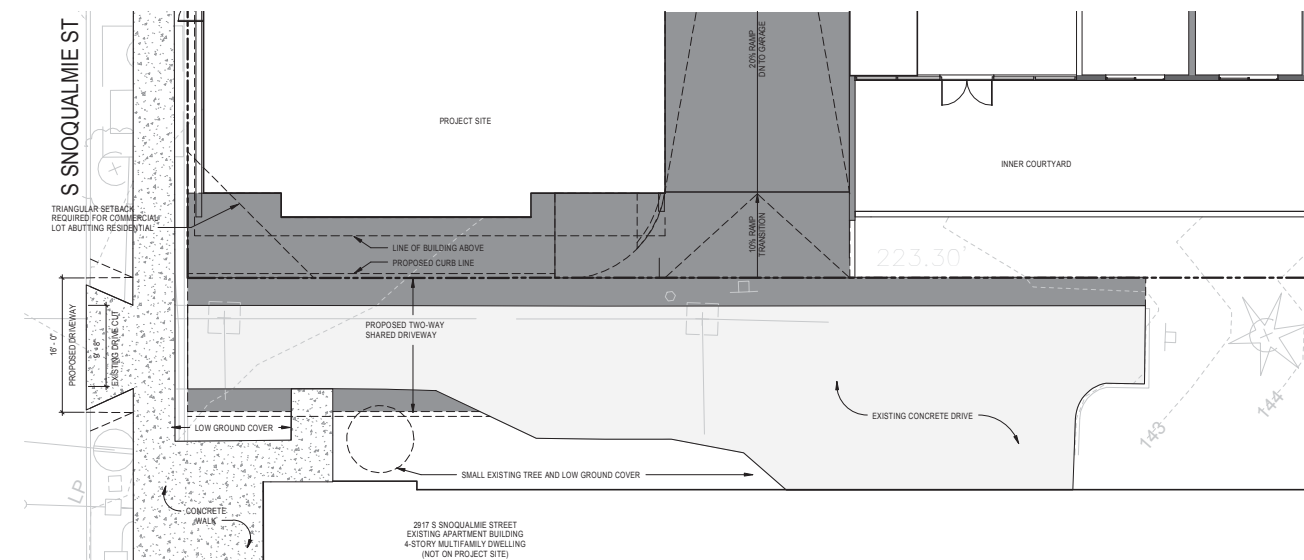 S SNOQUALMIE ST
PROJECT SITE
20% RAMP
DN TO GARAGE
INNER COURTYARD
TRIANGULAR SETBACK
REQUIRED FOR COMMERCIAL
LOT ABUTTING RESIDENTIAL
LINE OF BUILDING ABOVE
PROPOSED CURB LINE
10% RAMP
TRANSITION
223.30'
16' - 0"
PROPOSED DRIVEWAY
9' - 8"
EXISTING DRIVE CUT
PROPOSED TWO-WAY
SHARED DRIVEWAY
EXISTING CONCRETE DRIVE
144
143
LOW GROUND COVER
SMALL EXISTING TREE AND LOW GROUND COVER
LP
CONCRETE
WALK
2917 S SNOQUALMIE STREET
EXISTING APARTMENT BUILDING
4-STORY MULTIFAMILY DWELLING
(NOT ON PROJECT SITE)